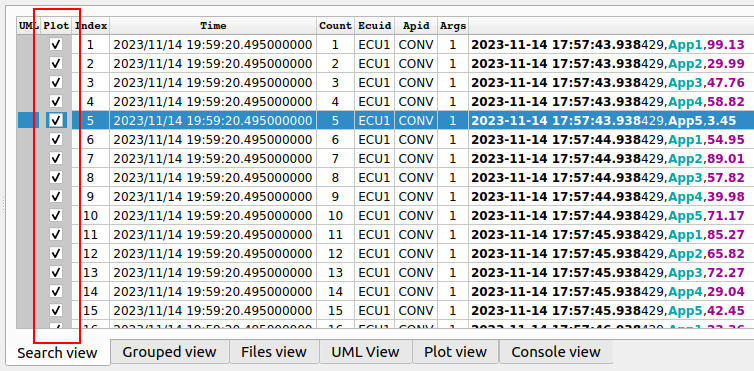 UML Plot Index Time Count Ecuid Apid Args
1 2023/11/14 19:59:20.495000000 1 ECU1 CONV 1 2023-11-14 17:57:43.938429,App1,99.13
2 2023/11/14 19:59:20.495000000 2 ECU1 CONV 1 2023-11-14 17:57:43.938429,App2,29.99
3 2023/11/14 19:59:20.495000000 3 ECU1 CONV 1 2023-11-14 17:57:43.938429,App3,47.76
4 2023/11/14 19:59:20.495000000 4 ECU1 CONV 1 2023-11-14 17:57:43.938429,App4,58.82
5 2023/11/14 19:59:20.495000000 5 ECU1 CONV 1 2023-11-14 17:57:43.938429,App5,3.45
6 2023/11/14 19:59:20.495000000 6 ECU1 CONV 1 2023-11-14 17:57:44.938429,App1,54.95
7 2023/11/14 19:59:20.495000000 7 ECU1 CONV 1 2023-11-14 17:57:44.938429,App2,89.01
8 2023/11/14 19:59:20.495000000 8 ECU1 CONV 1 2023-11-14 17:57:44.938429,App3,57.82
9 2023/11/14 19:59:20.495000000 9 ECU1 CONV 1 2023-11-14 17:57:44.938429,App4,39.98
10 2023/11/14 19:59:20.495000000 10 ECU1 CONV 1 2023-11-14 17:57:44.938429,App5,71.17
11 2023/11/14 19:59:20.495000000 11 ECU1 CONV 1 2023-11-14 17:57:45.938429,App1,85.27
12 2023/11/14 19:59:20.495000000 12 ECU1 CONV 1 2023-11-14 17:57:45.938429,App2,65.82
13 2023/11/14 19:59:20.495000000 13 ECU1 CONV 1 2023-11-14 17:57:45.938429,App3,72.27
14 2023/11/14 19:59:20.495000000 14 ECU1 CONV 1 2023-11-14 17:57:45.938429,App4,29.04
15 2023/11/14 19:59:20.495000000 15 ECU1 CONV 1 2023-11-14 17:57:45.938429,App5,42.45
Search view Grouped view Files view UML View Plot view Console view